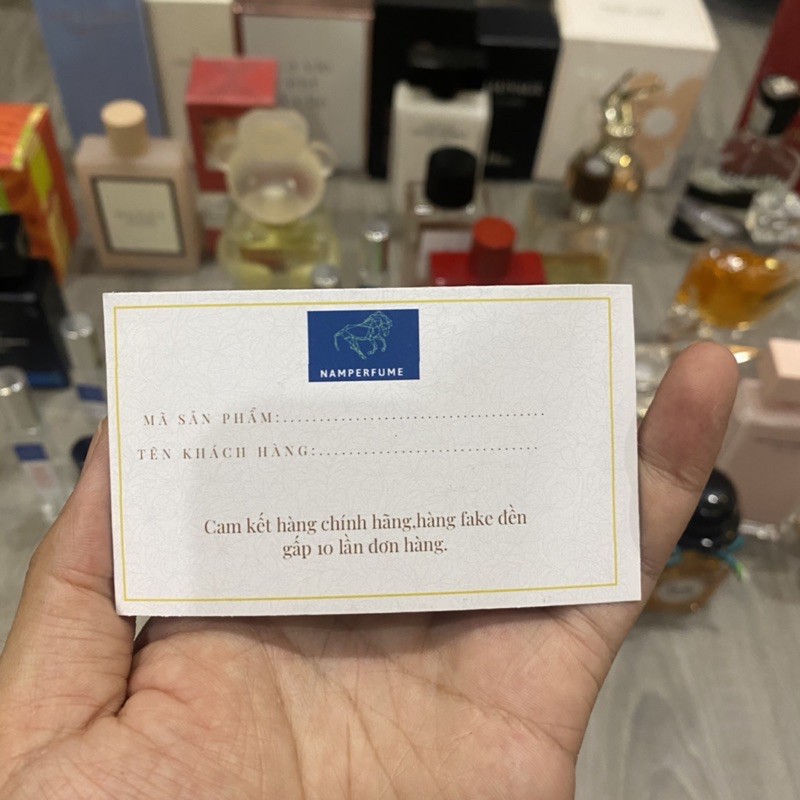 NAMPERFUME
MÃ SẢN PHẨM:....................................
TÊN KHÁCH HÀNG:..............................
Cam kết hàng chính hãng,hàng fake đền
gấp 10 lần đơn hàng.